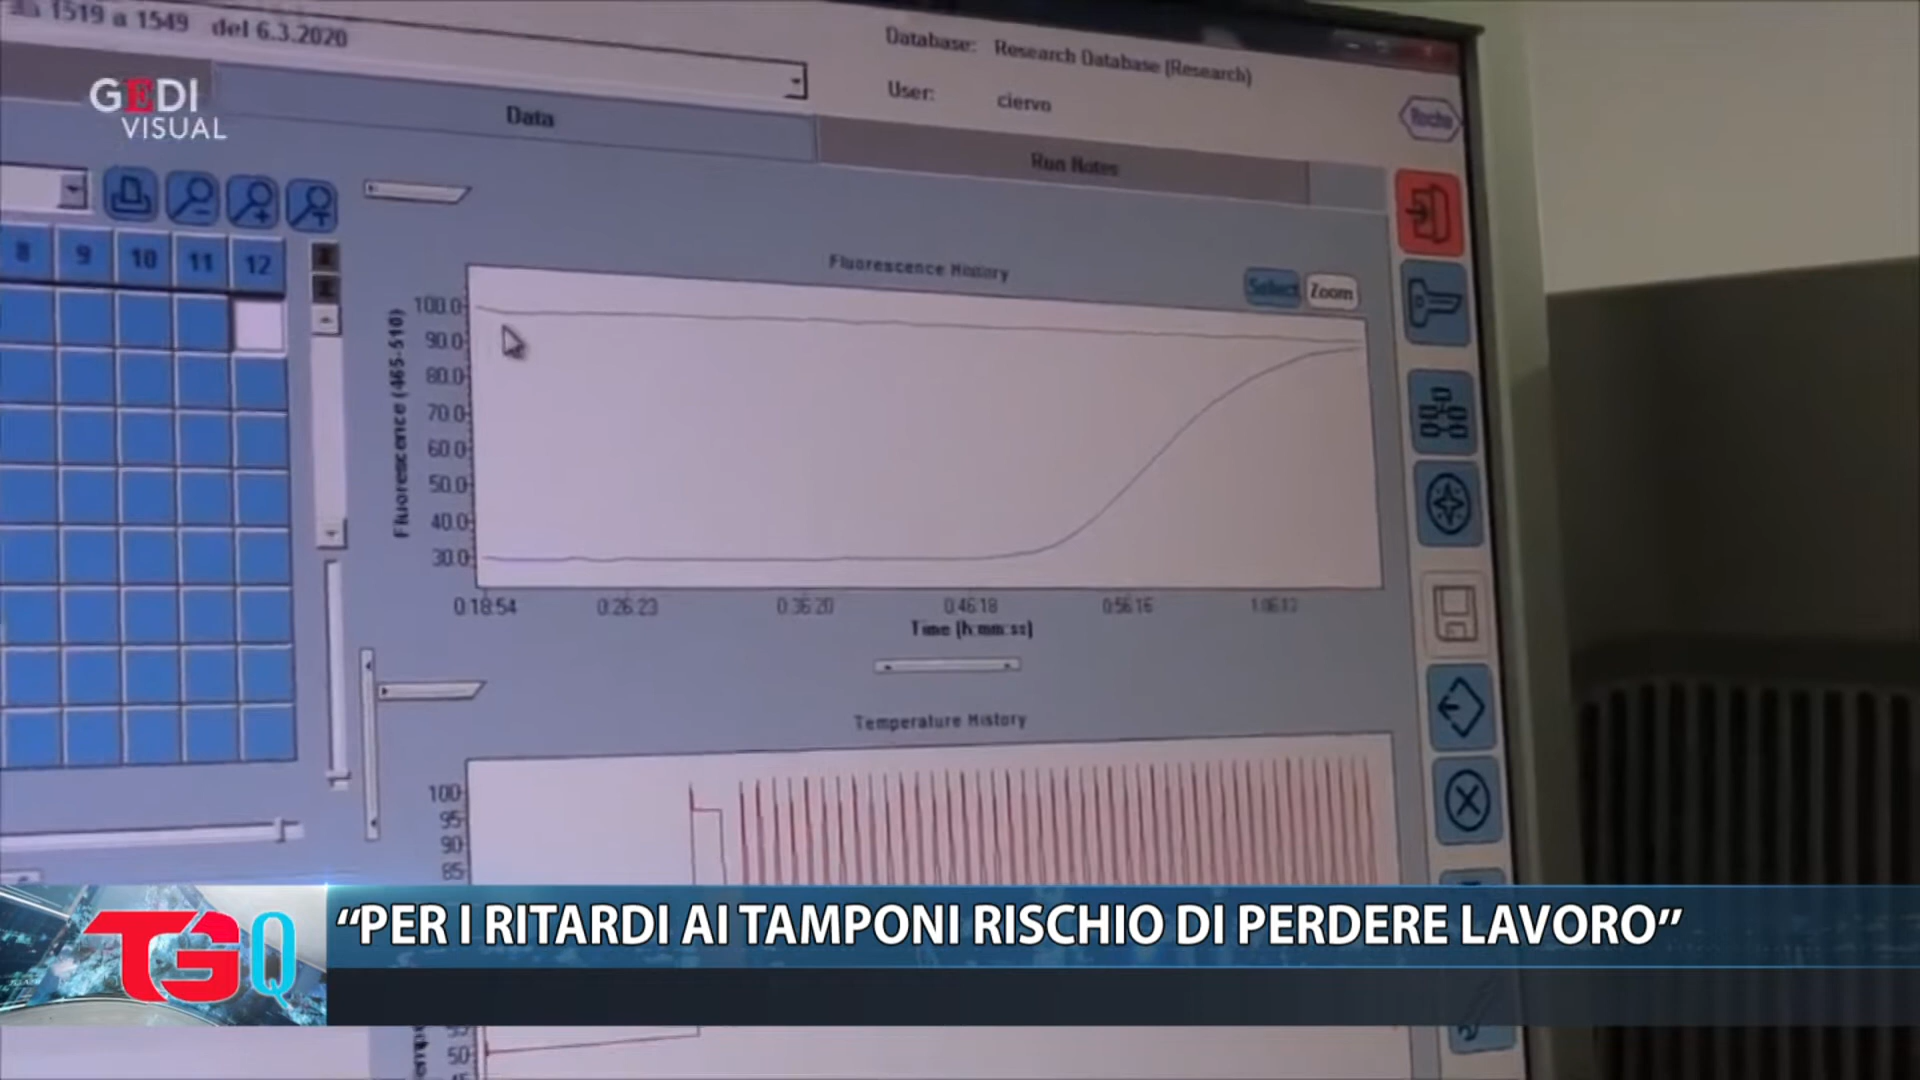 1519 a 1549 del 6.3.2020
Database: Research Database (Research)
User: ciervo
Roche
GEDI
VISUAL
Data
Run Notes
8 9 10 11 12
Fluorescence History
Select Zoom
Fluorescence (465-510)
100.0
90.0
80.0
70.0
60.0
50.0
40.0
30.0
0:18:54 0:26:23 0:36:20 0:46:18 0:56:16 1:06:13
Time (h:mm:ss)
Temperature History
100
95
90
85
TGQ
“PER I RITARDI AI TAMPONI RISCHIO DI PERDERE LAVORO”
50